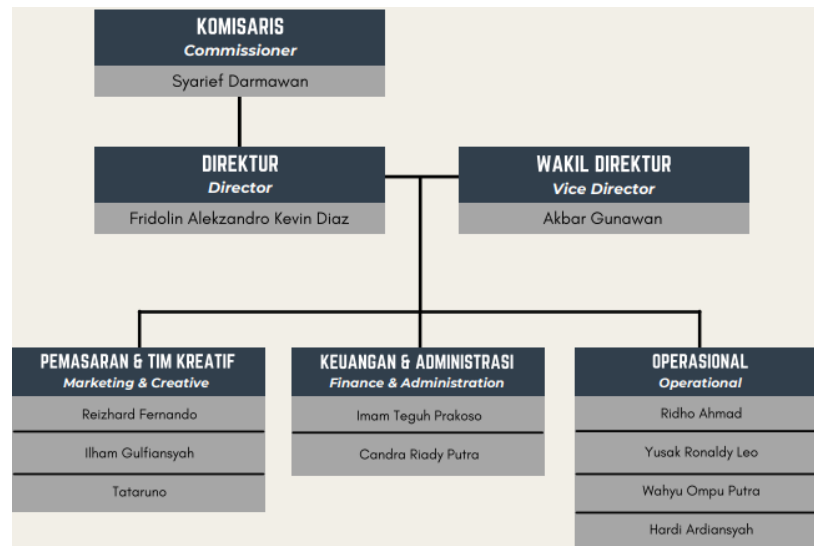 KOMISARIS
Commissioner
Syarief Darmawan
DIREKTUR
Director
Fridolin Alekzandro Kevin Diaz
WAKIL DIREKTUR
Vice Director
Akbar Gunawan
PEMASARAN & TIM KREATIF
Marketing & Creative
Reizhard Fernando
Ilham Gulfiansyah
Tataruno
KEUANGAN & ADMINISTRASI
Finance & Administration
Imam Teguh Prakoso
Candra Riady Putra
OPERASIONAL
Operational
Ridho Ahmad
Yusak Ronaldy Leo
Wahyu Ompu Putra
Hardi Ardiansyah